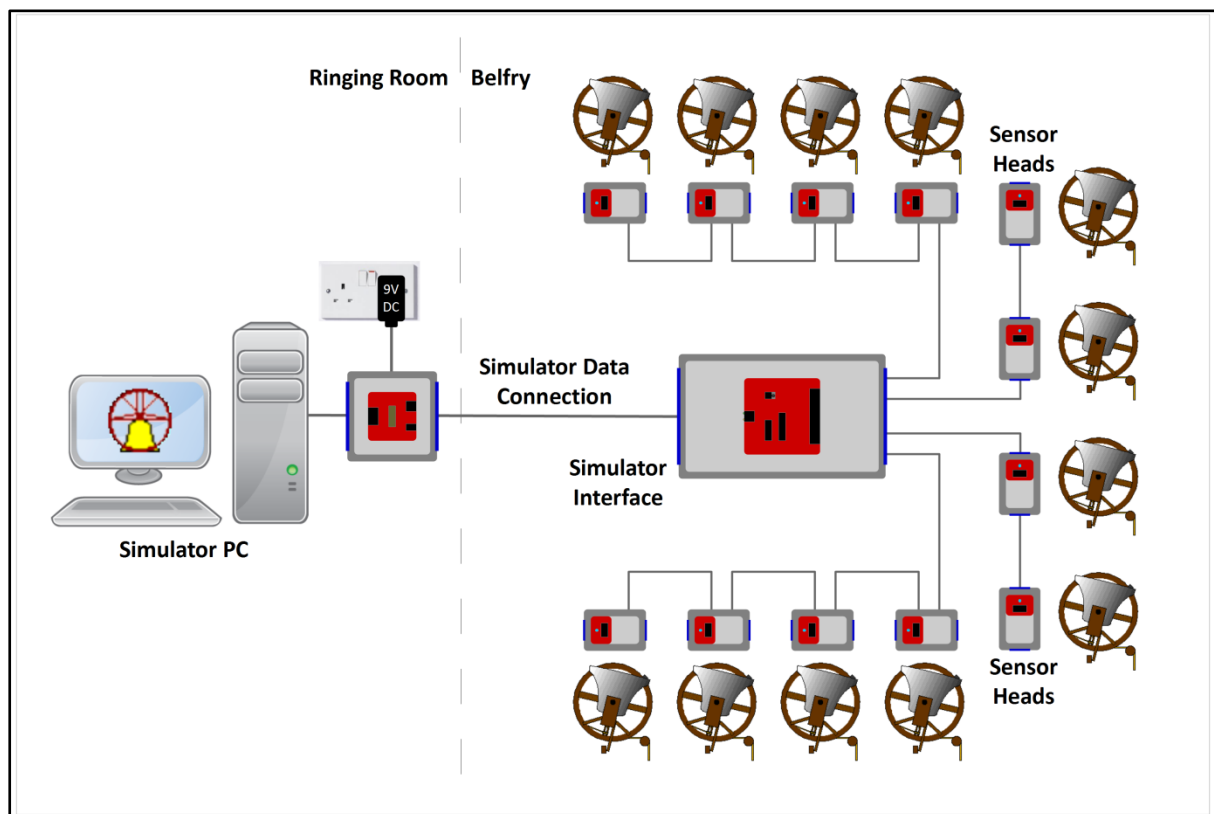 Ringing Room
Belfry
Sensor
Heads
9V
DC
Simulator Data
Connection
Simulator
Interface
Simulator PC
Sensor
Heads